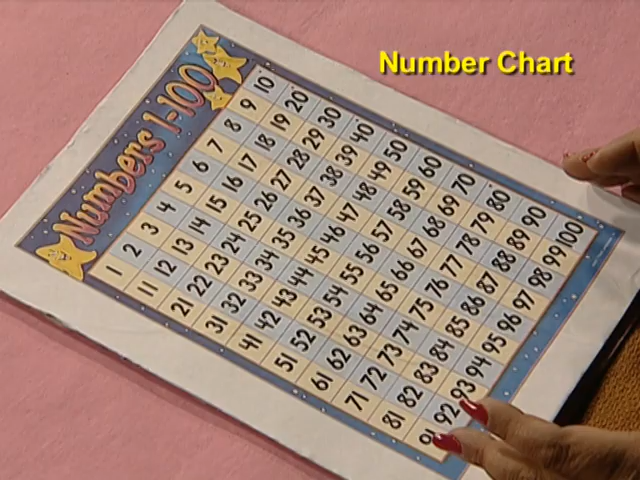 Number Chart
Numbers 1-100
1 2 3 4 5 6 7 8 9 10
11 12 13 14 15 16 17 18 19 20
21 22 23 24 25 26 27 28 29 30
31 32 33 34 35 36 37 38 39 40
41 42 43 44 45 46 47 48 49 50
51 52 53 54 55 56 57 58 59 60
61 62 63 64 65 66 67 68 69 70
71 72 73 74 75 76 77 78 79 80
81 82 83 84 85 86 87 88 89 90
91 92 93 94 95 96 97 98 99 100